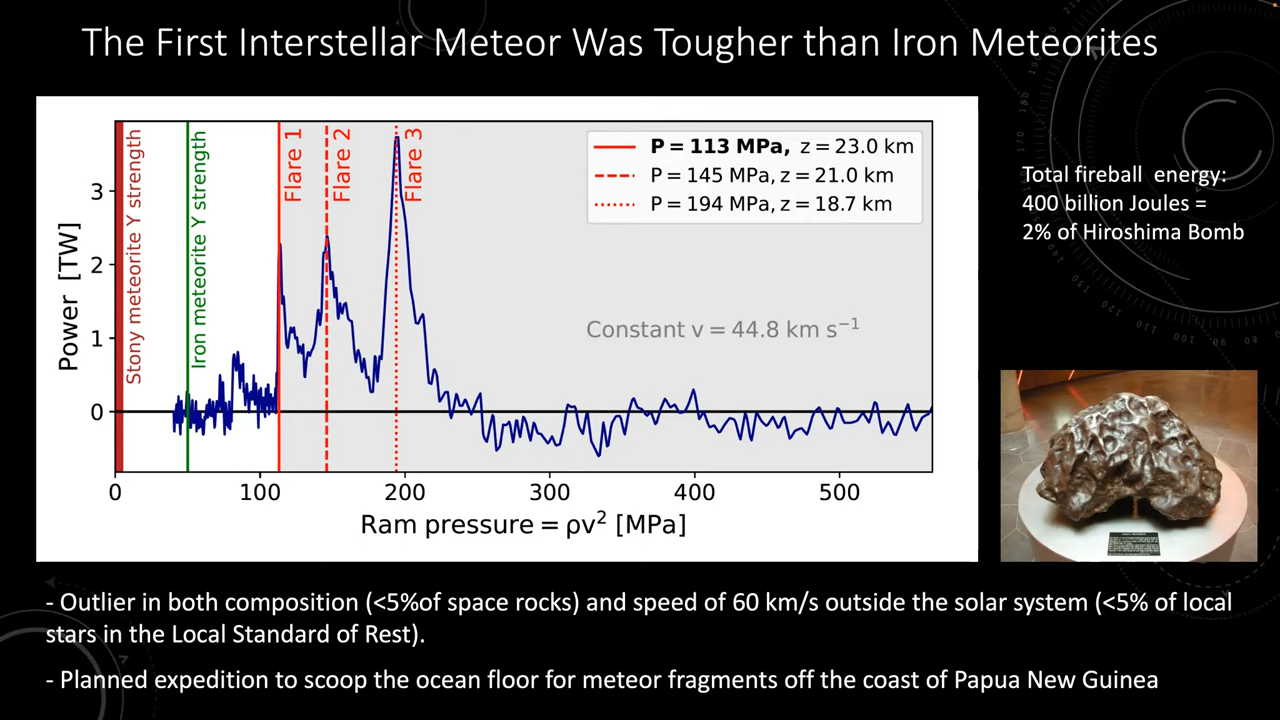 The First Interstellar Meteor Was Tougher than Iron Meteorites
Stony meteorite Y strength
Iron meteorite Y strength
Flare 1
Flare 2
Flare 3
P = 113 MPa, z = 23.0 km
P = 145 MPa, z = 21.0 km
P = 194 MPa, z = 18.7 km
Constant v = 44.8 km s⁻¹
Power [TW]
3
2
1
0
0 100 200 300 400 500
Ram pressure = ρv² [MPa]
Total fireball energy:
400 billion Joules =
2% of Hiroshima Bomb
- Outlier in both composition (<5%of space rocks) and speed of 60 km/s outside the solar system (<5% of local
stars in the Local Standard of Rest).
- Planned expedition to scoop the ocean floor for meteor fragments off the coast of Papua New Guinea